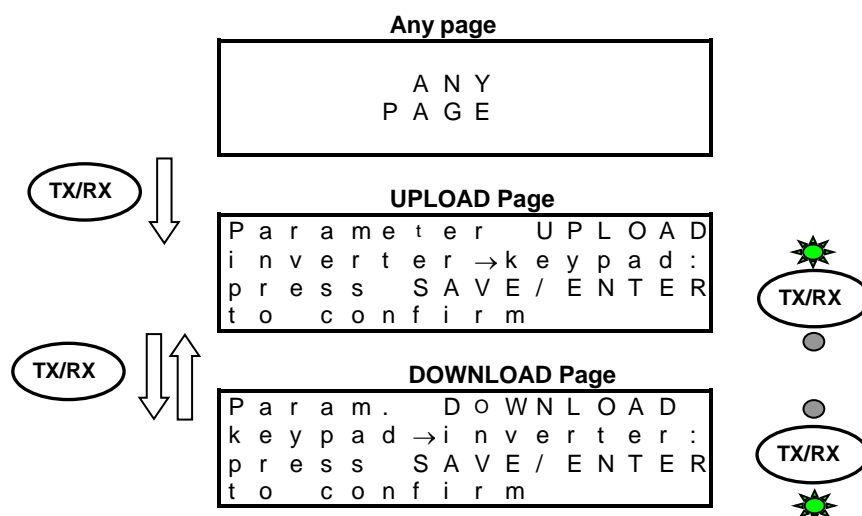 Any page
ANY
PAGE
TX/RX
UPLOAD Page
Parameter UPLOAD
inverter→keypad:
press SAVE/ENTER
to confirm
TX/RX
TX/RX
DOWNLOAD Page
Param. DOWNLOAD
keypad→inverter:
press SAVE/ENTER
to confirm
TX/RX